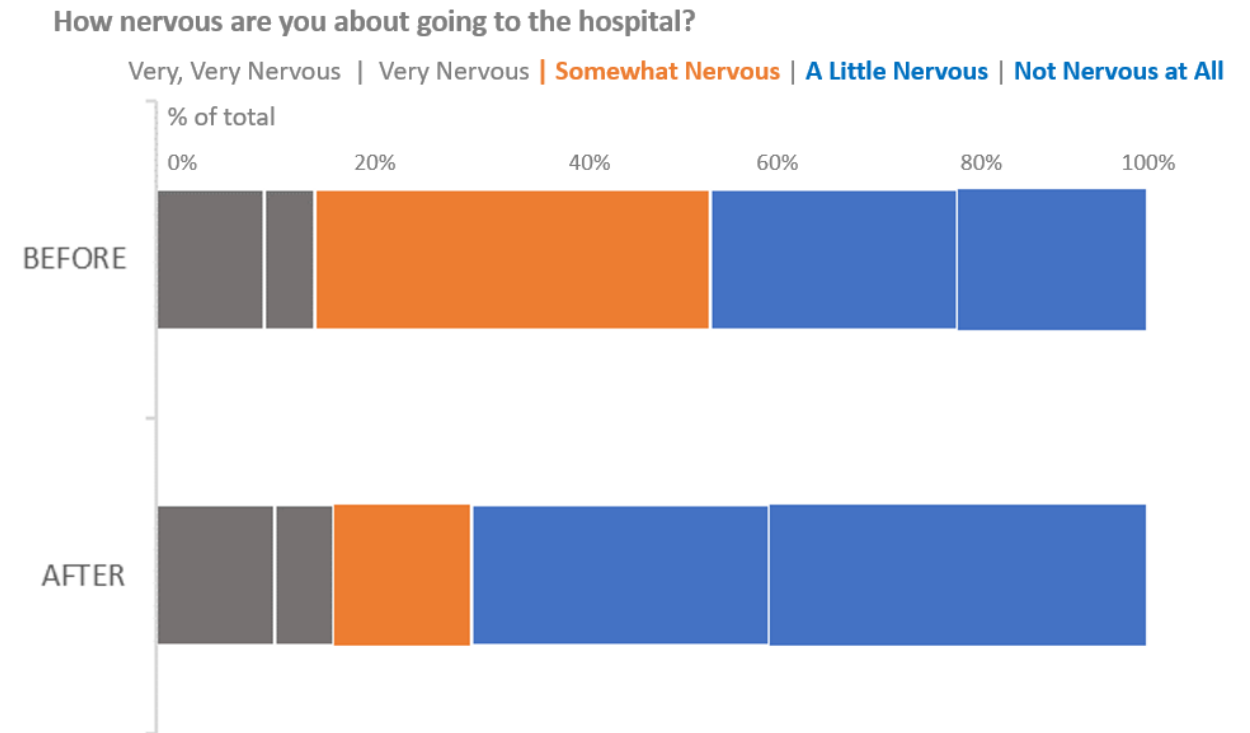 How nervous are you about going to the hospital?
Very, Very Nervous | Very Nervous | Somewhat Nervous | A Little Nervous | Not Nervous at All
% of total
0% 20% 40% 60% 80% 100%
BEFORE
AFTER